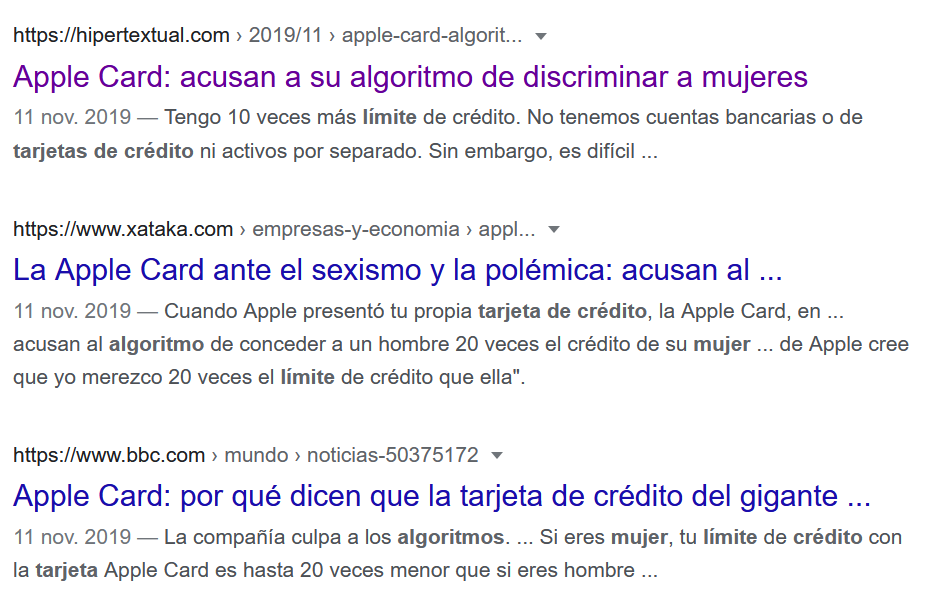 https://hipertextual.com › 2019/11 › apple-card-algorit...
Apple Card: acusan a su algoritmo de discriminar a mujeres
11 nov. 2019 — Tengo 10 veces más límite de crédito. No tenemos cuentas bancarias o de
tarjetas de crédito ni activos por separado. Sin embargo, es difícil ...
https://www.xataka.com › empresas-y-economia › appl...
La Apple Card ante el sexismo y la polémica: acusan al ...
11 nov. 2019 — Cuando Apple presentó tu propia tarjeta de crédito, la Apple Card, en ...
acusan al algoritmo de conceder a un hombre 20 veces el crédito de su mujer ... de Apple cree
que yo merezco 20 veces el límite de crédito que ella".
https://www.bbc.com › mundo › noticias-50375172
Apple Card: por qué dicen que la tarjeta de crédito del gigante ...
11 nov. 2019 — La compañía culpa a los algoritmos. ... Si eres mujer, tu límite de crédito con
la tarjeta Apple Card es hasta 20 veces menor que si eres hombre ...